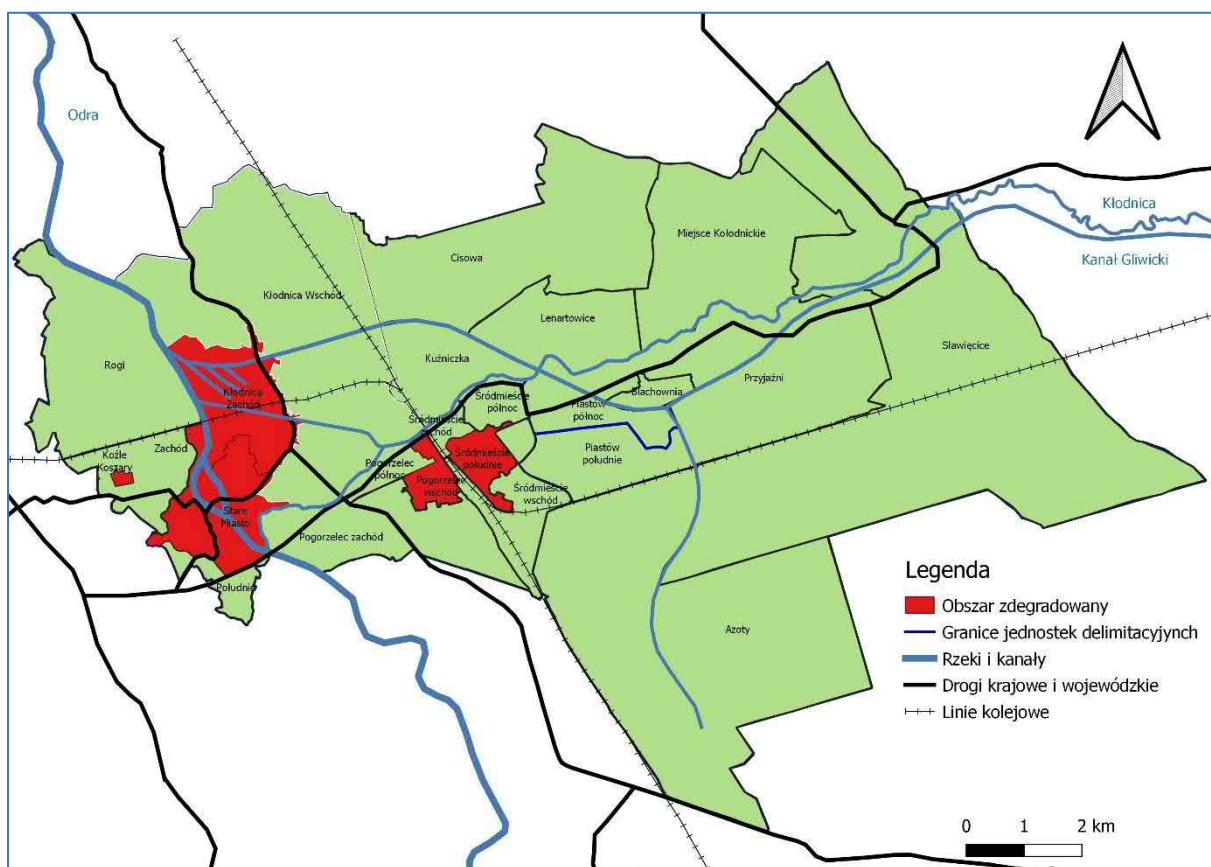 Odra
Kłodnica
Kanał Gliwicki
Miejsce Kołodnickie
Cisowa
Kłodnica Wschód
Lenartowice
Sławięcice
Rogi
Kuźniczka
Przyjaźni
Blachownia
Kłodnica
Zachód
Śródmieście
północ
Piastów
północ
Śródmieście
zachód
Zachód
Koźle
Koszary
Pogorzelec
północ
Śródmieście
południe
Piastów
południe
Pogorzelec
wschód
Śródmieście
wschód
Stare
Miasto
Pogorzelec zachód
Południe
Azoty
Legenda
Obszar zdegradowany
Granice jednostek delimitacyjynch
Rzeki i kanały
Drogi krajowe i wojewódzkie
Linie kolejowe
0 1 2 km